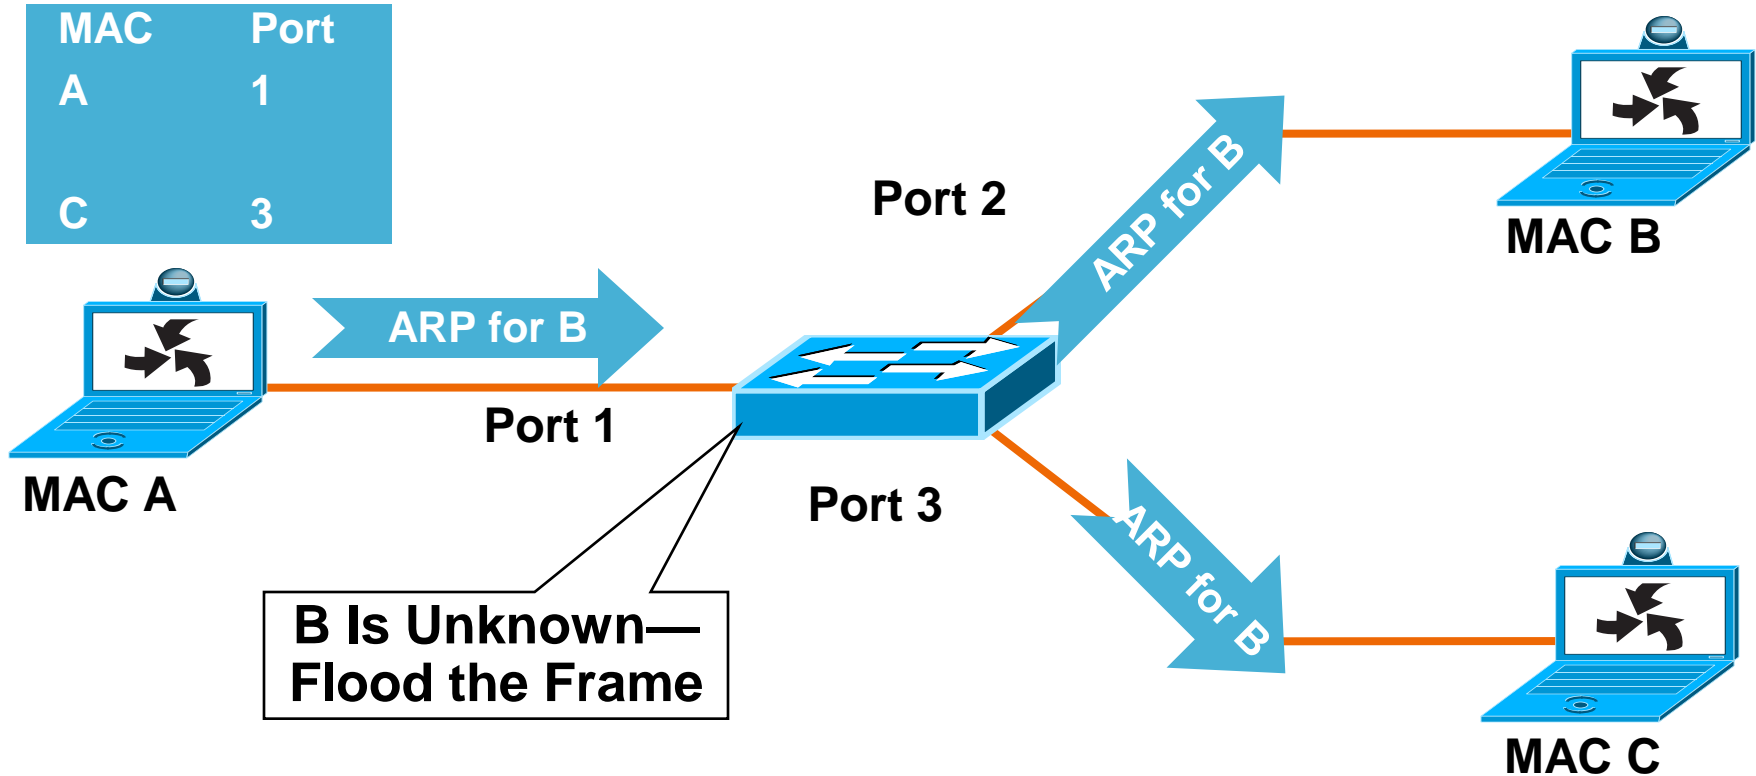 MAC Port
A 1
C 3
MAC A
ARP for B
Port 1
Port 2
ARP for B
MAC B
Port 3
ARP for B
MAC C
B Is Unknown—
Flood the Frame